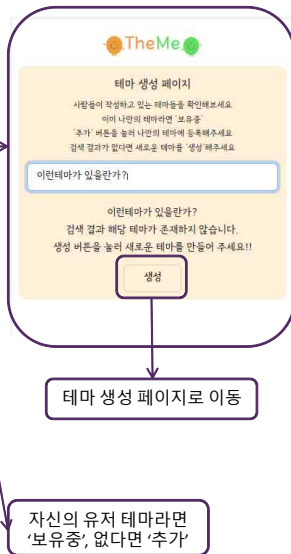 TheMe
테마 생성 페이지
사람들이 작성하고 있는 테마들을 확인해보세요
이미 나만의 테마라면 '보유중'
'추가' 버튼을 눌러 나만의 테마에 등록해주세요
검색 결과가 없다면 새로운 테마를 '생성'해주세요
이런테마가 있을란가?
이런테마가 있을란가?
검색 결과 해당 테마가 존재하지 않습니다.
생성 버튼을 눌러 새로운 테마를 만들어 주세요!!
생성
테마 생성 페이지로 이동
자신의 유저 테마라면
‘보유중’, 없다면 ‘추가’